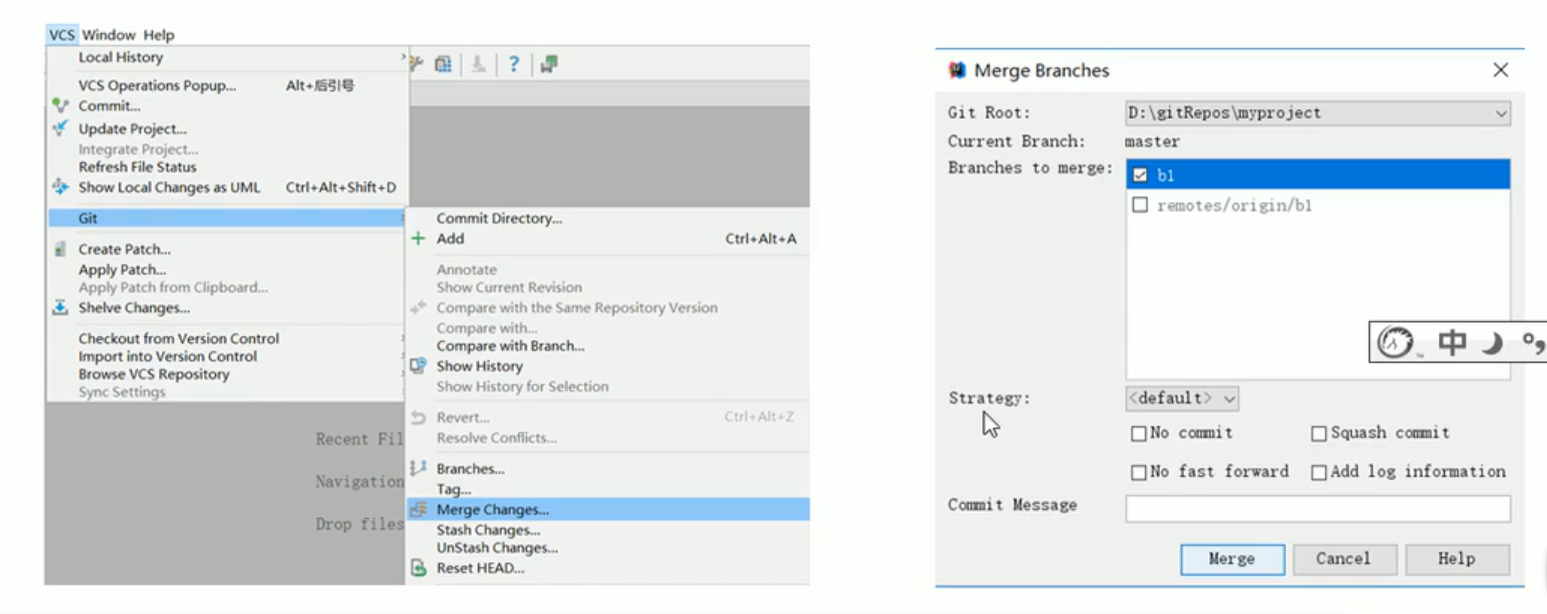 VCS Window Help
Local History
VCS Operations Popup... Alt+后引号
Commit...
Update Project...
Integrate Project...
Refresh File Status
Show Local Changes as UML Ctrl+Alt+Shift+D
Git
Create Patch...
Apply Patch...
Apply Patch from Clipboard...
Shelve Changes...
Checkout from Version Control
Import into Version Control
Browse VCS Repository
Sync Settings
Recent Fil
Navigation
Drop files
Commit Directory...
Add Ctrl+Alt+A
Annotate
Show Current Revision
Compare with the Same Repository Version
Compare with...
Compare with Branch...
Show History
Show History for Selection
Revert... Ctrl+Alt+Z
Resolve Conflicts...
Branches...
Tag...
Merge Changes...
Stash Changes...
UnStash Changes...
Reset HEAD...
Merge Branches
Git Root: D:\gitRepos\myproject
Current Branch: master
Branches to merge: b1
remotes/origin/b1
中
Strategy: <default>
No commit Squash commit
No fast forward Add log information
Commit Message
Merge Cancel Help